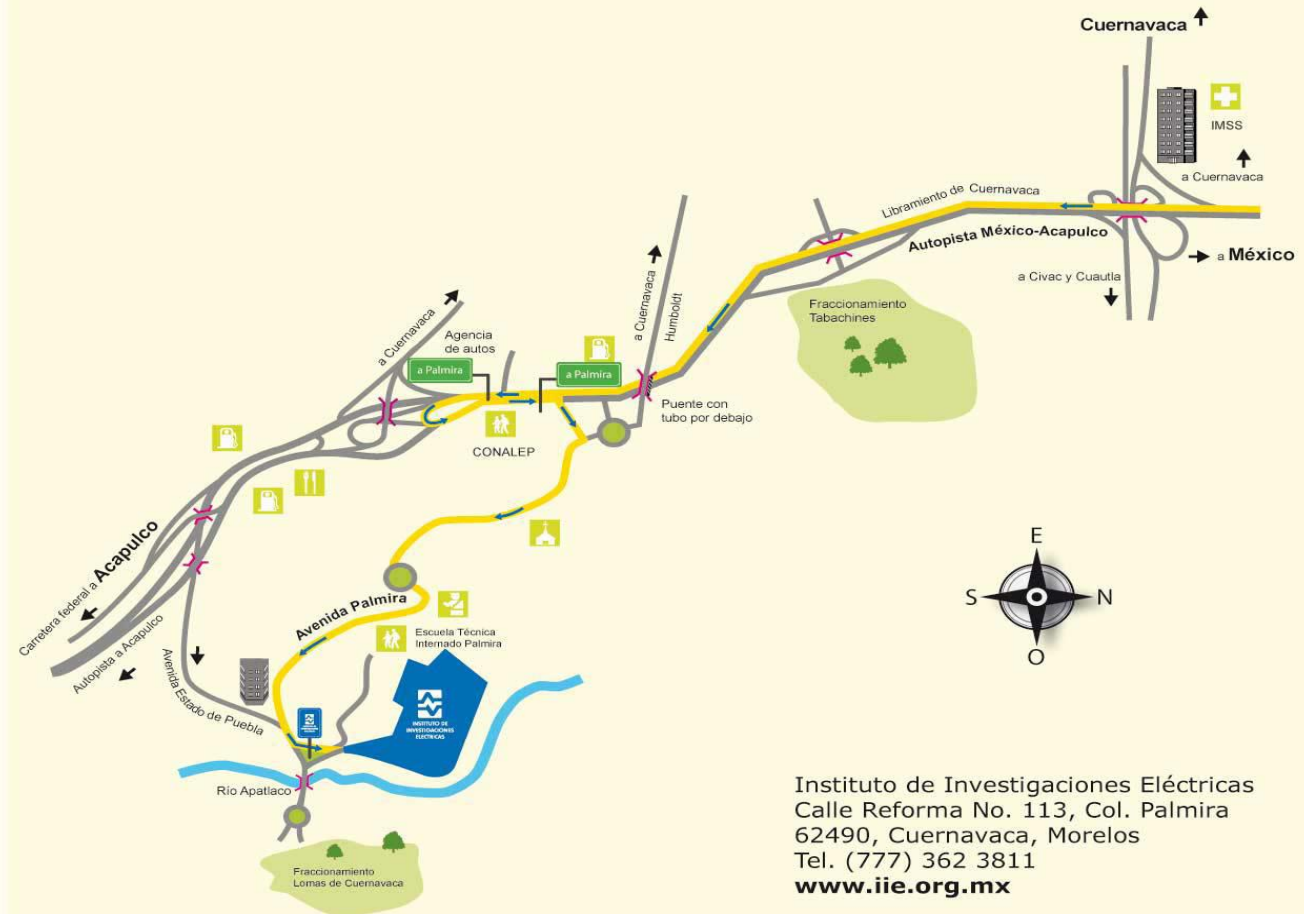 Cuernavaca
IMSS
a Cuernavaca
Libramiento de Cuernavaca
Autopista México-Acapulco
a México
a Civac y Cuautla
Fraccionamiento
Tabachines
a Cuernavaca
Humboldt
a Cuernavaca
Agencia
de autos
a Palmira
a Palmira
Puente con
tubo por debajo
CONALEP
Carretera federal a Acapulco
Autopista a Acapulco
Avenida Palmira
Escuela Técnica
Internado Palmira
Avenida Estado de Puebla
INSTITUTO DE
INVESTIGACIONES
ELECTRICAS
Río Apatlaco
Fraccionamiento
Lomas de Cuernavaca
E
S
N
O
Instituto de Investigaciones Eléctricas
Calle Reforma No. 113, Col. Palmira
62490, Cuernavaca, Morelos
Tel. (777) 362 3811
www.iie.org.mx